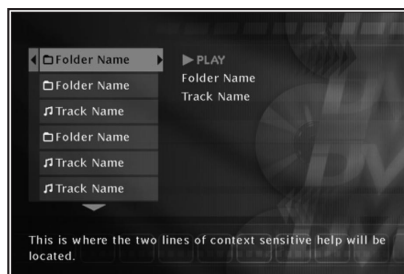 Folder Name
Folder Name
Track Name
Folder Name
Track Name
Track Name
PLAY
Folder Name
Track Name
This is where the two lines of context sensitive help will be
located.